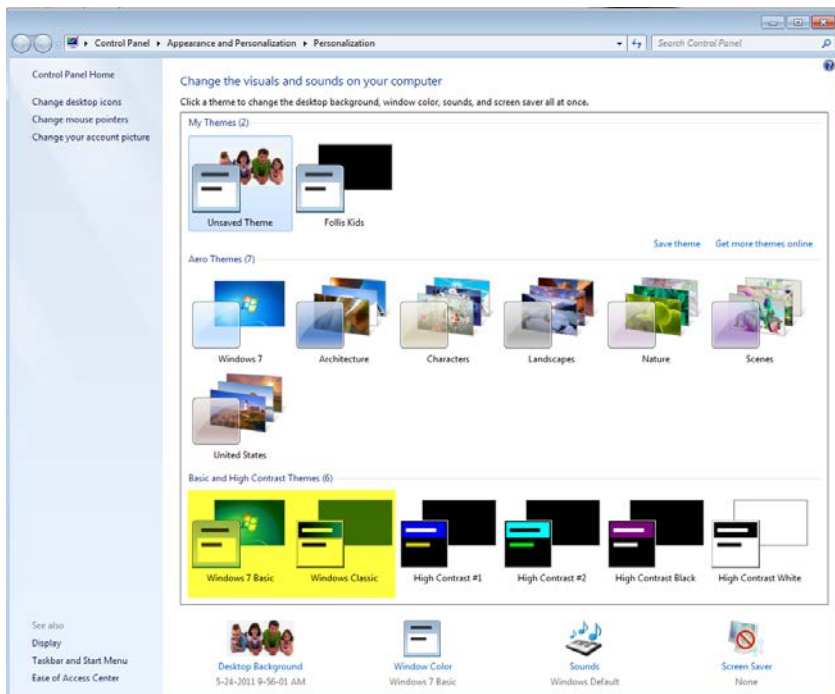 Control Panel ▸ Appearance and Personalization ▸ Personalization
Search Control Panel
Control Panel Home
Change desktop icons
Change mouse pointers
Change your account picture
Change the visuals and sounds on your computer
Click a theme to change the desktop background, window color, sounds, and screen saver all at once.
My Themes (2)
Unsaved Theme
Follis Kids
Save theme
Get more themes online
Aero Themes (7)
Windows 7
Architecture
Characters
Landscapes
Nature
Scenes
United States
Basic and High Contrast Themes (6)
Windows 7 Basic
Windows Classic
High Contrast #1
High Contrast #2
High Contrast Black
High Contrast White
See also
Display
Taskbar and Start Menu
Ease of Access Center
Desktop Background
5-24-2011 9-56-01 AM
Window Color
Windows 7 Basic
Sounds
Windows Default
Screen Saver
None